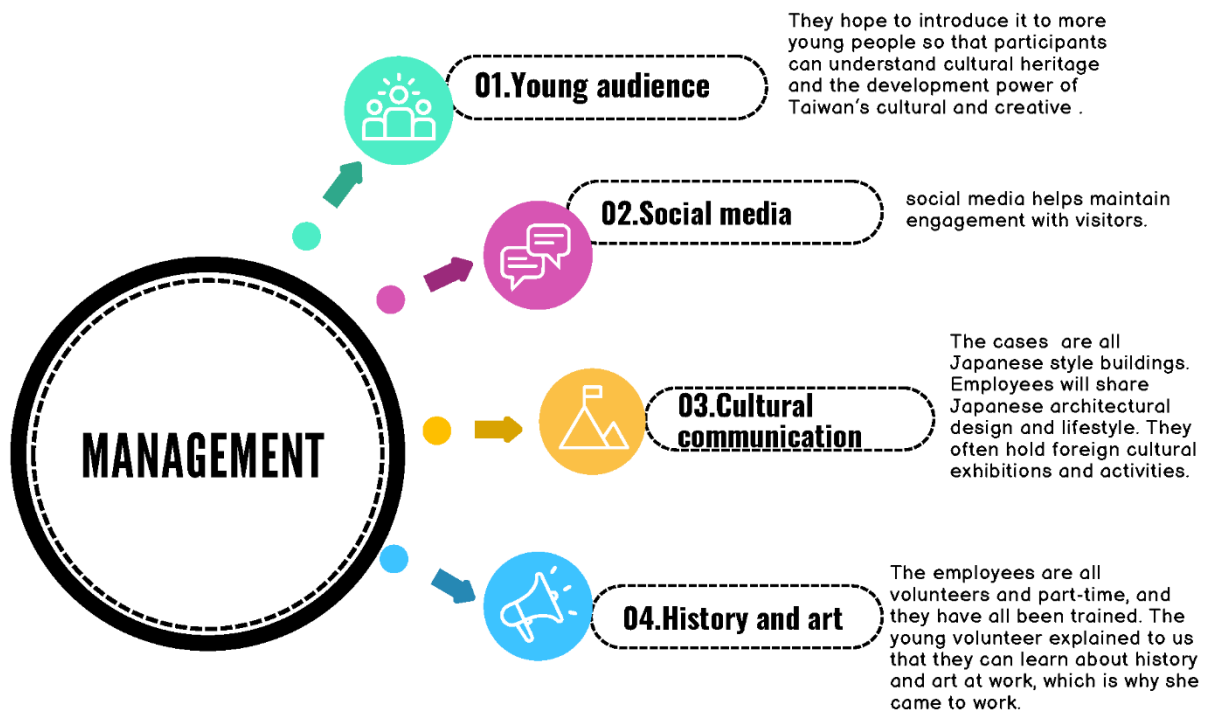 MANAGEMENT
01.Young audience
They hope to introduce it to more
young people so that participants
can understand cultural heritage
and the development power of
Taiwan's cultural and creative .
02.Social media
social media helps maintain
engagement with visitors.
03.Cultural
communication
The cases  are all
Japanese style buildings.
Employees will share
Japanese architectural
design and lifestyle. They
often hold foreign cultural
exhibitions and activities.
04.History and art
The employees are all
volunteers and part-time, and
they have all been trained. The
young volunteer explained to us
that they can learn about history
and art at work, which is why she
came to work.